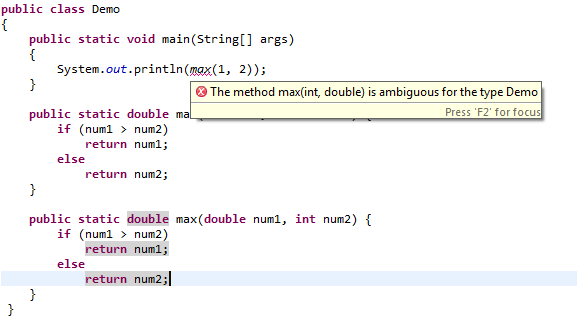 public class Demo
{
public static void main(String[] args)
{
System.out.println(max(1, 2));
}
The method max(int, double) is ambiguous for the type Demo
Press 'F2' for focus
public static double {
if (num1 > num2)
return num1;
else
return num2;
}
public static double max(double num1, int num2) {
if (num1 > num2)
return num1;
else
return num2;
}
}